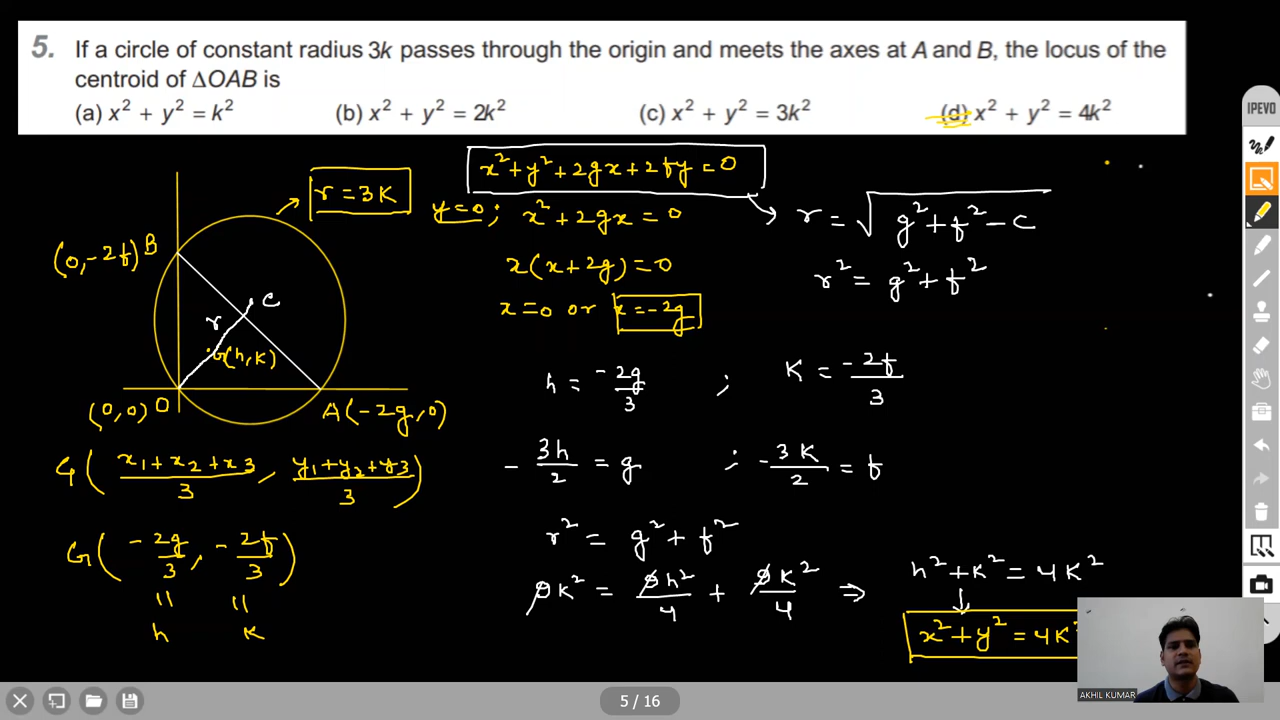 5. If a circle of constant radius 3k passes through the origin and meets the axes at A and B, the locus of the
centroid of ΔOAB is
(a) x² + y² = k² (b) x² + y² = 2k² (c) x² + y² = 3k² (d) x² + y² = 4k²
IPEVO
x² + y² + 2gx + 2fy = 0
r = 3K
y=0; x² + 2gx = 0
r = √g² + f² - c
(0, -2f) B
x(x + 2g) = 0
r² = g² + f²
x = 0 or x = -2g
C
r
G(h, K)
h = -2g/3 ; K = -2f/3
(0,0) O
A(-2g, 0)
G( x1 + x2 + x3 / 3 , y1 + y2 + y3 / 3 )
- 3h/2 = g ; - 3K/2 = f
r² = g² + f²
G( - 2g/3 , - 2f/3 )
9K² = 9h²/4 + 9K²/4 ⇒ h² + K² = 4K²
= =
h K
x² + y² = 4K²
AKHIL KUMAR
5 / 16